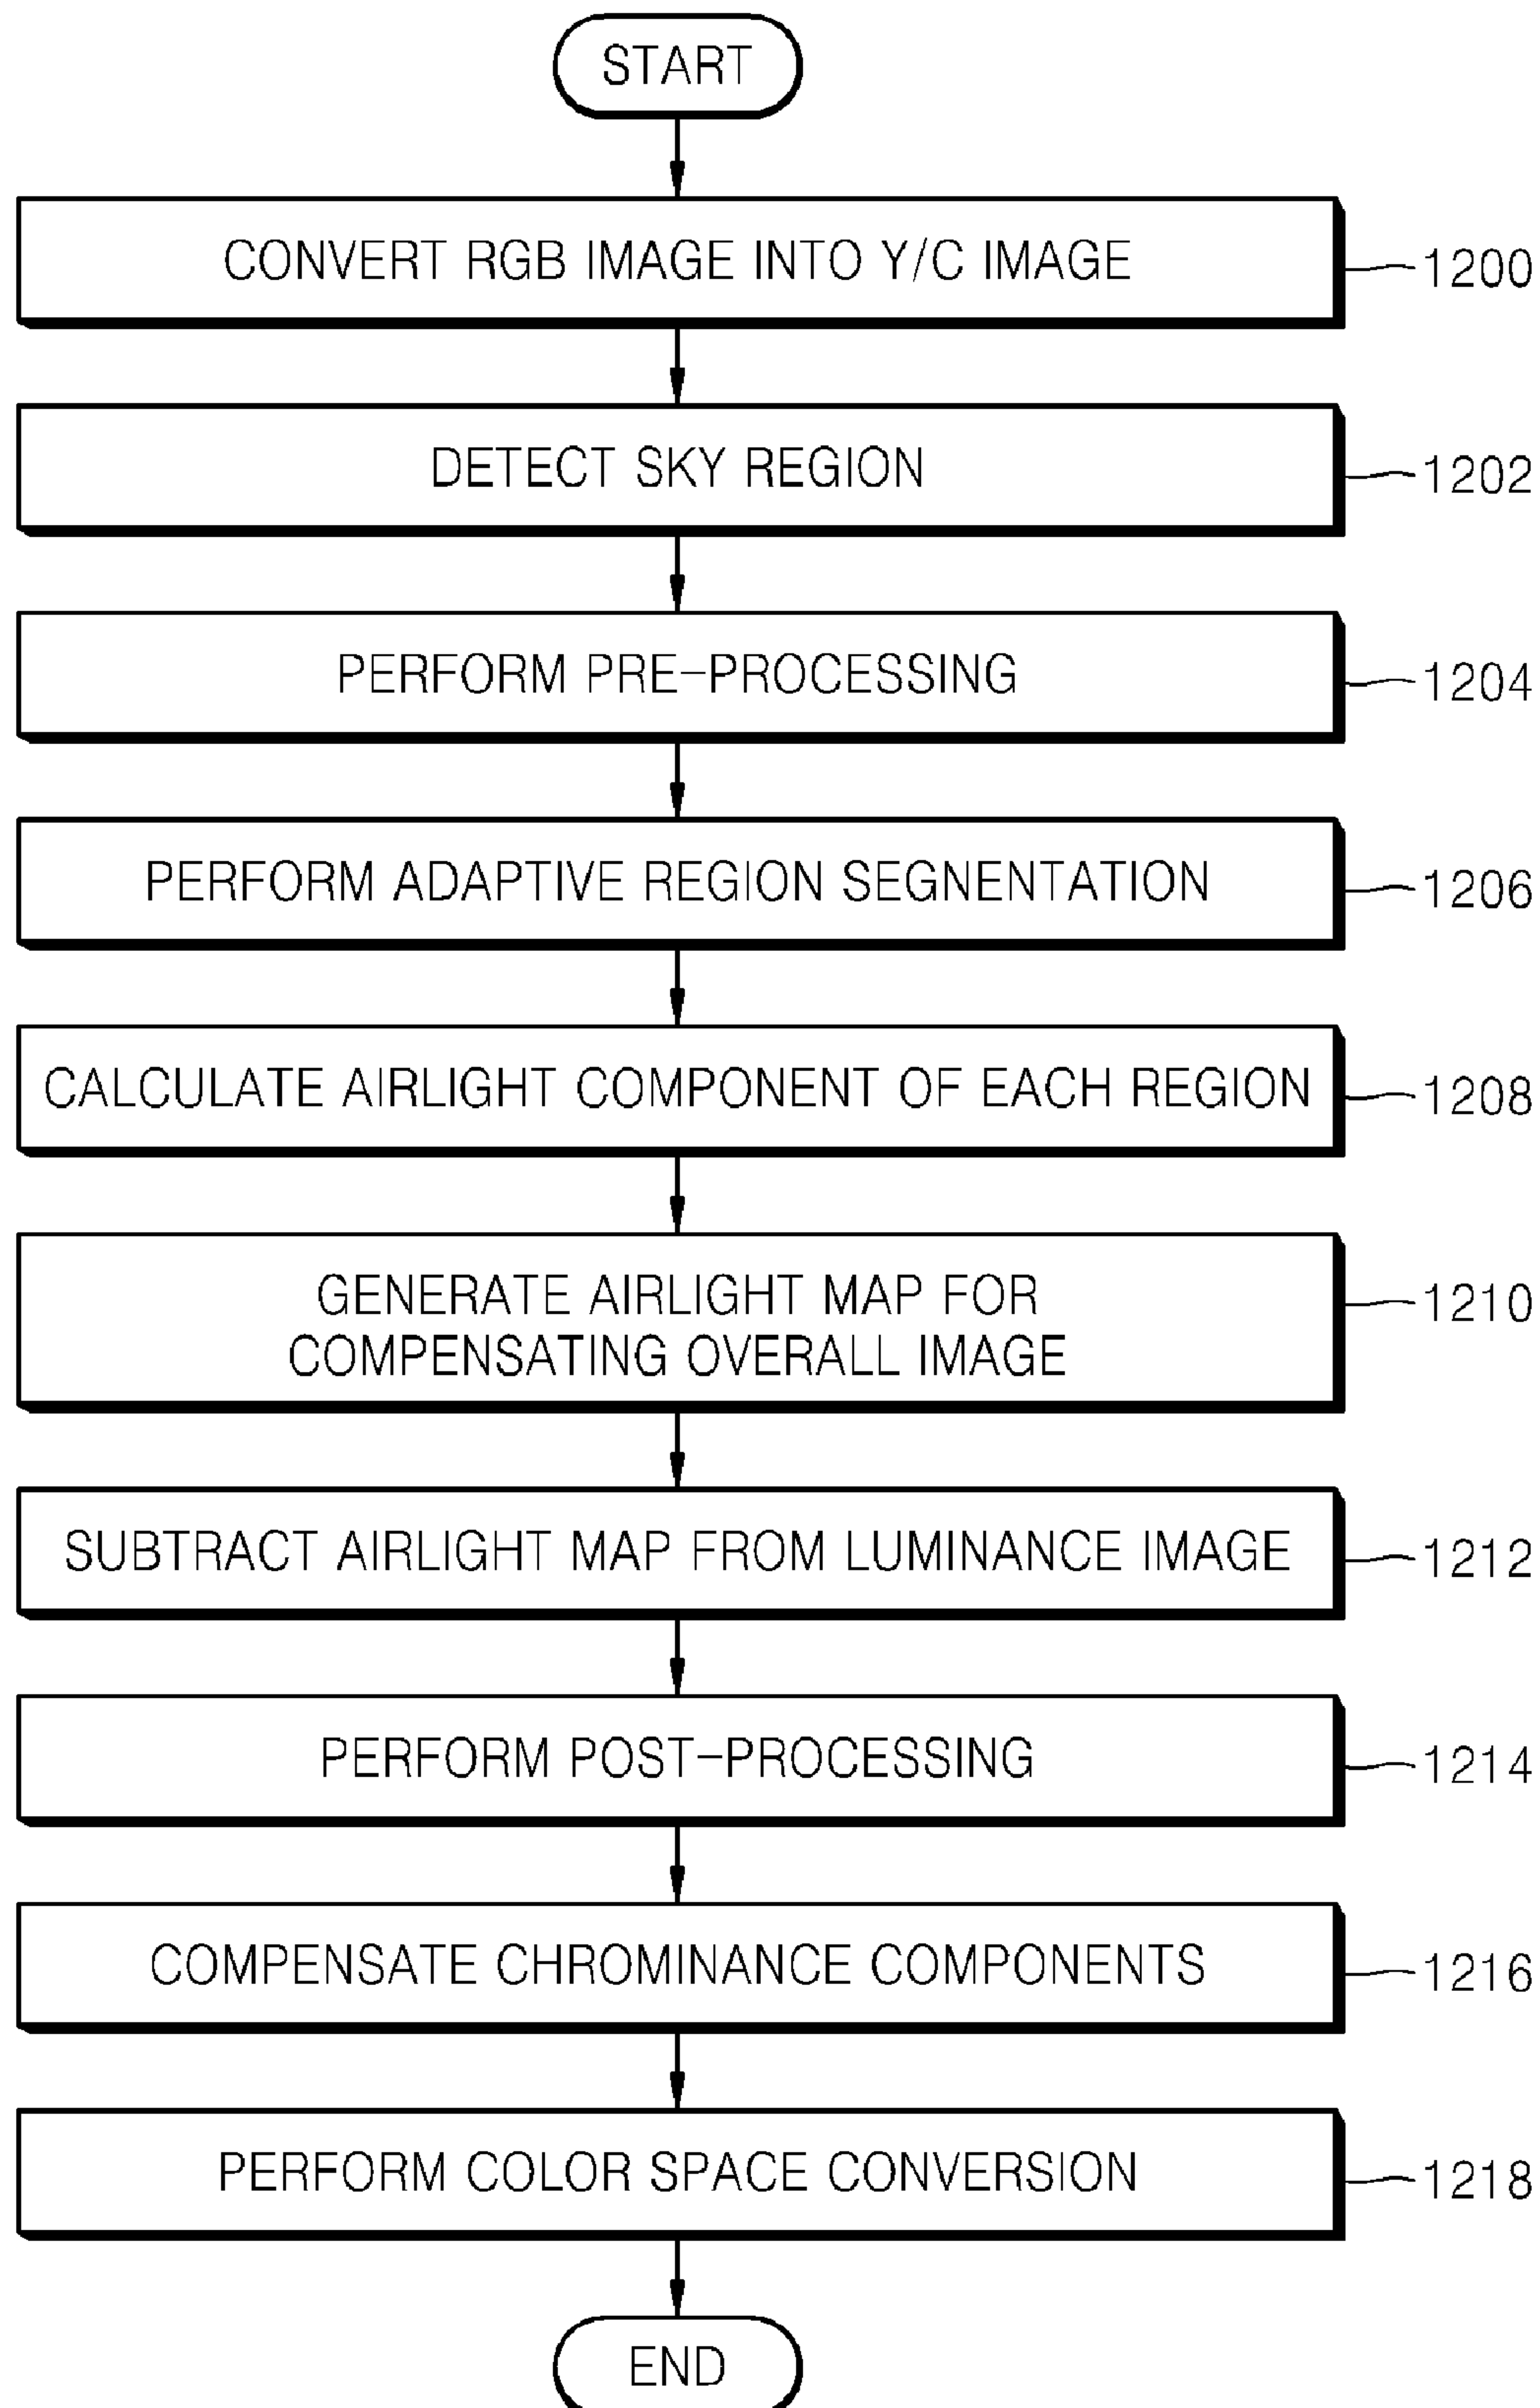 START
CONVERT RGB IMAGE INTO Y/C IMAGE
1200
DETECT SKY REGION
1202
PERFORM PRE-PROCESSING
1204
PERFORM ADAPTIVE REGION SEGNENTATION
1206
CALCULATE AIRLIGHT COMPONENT OF EACH REGION
1208
GENERATE AIRLIGHT MAP FOR
COMPENSATING OVERALL IMAGE
1210
SUBTRACT AIRLIGHT MAP FROM LUMINANCE IMAGE
1212
PERFORM POST-PROCESSING
1214
COMPENSATE CHROMINANCE COMPONENTS
1216
PERFORM COLOR SPACE CONVERSION
1218
END